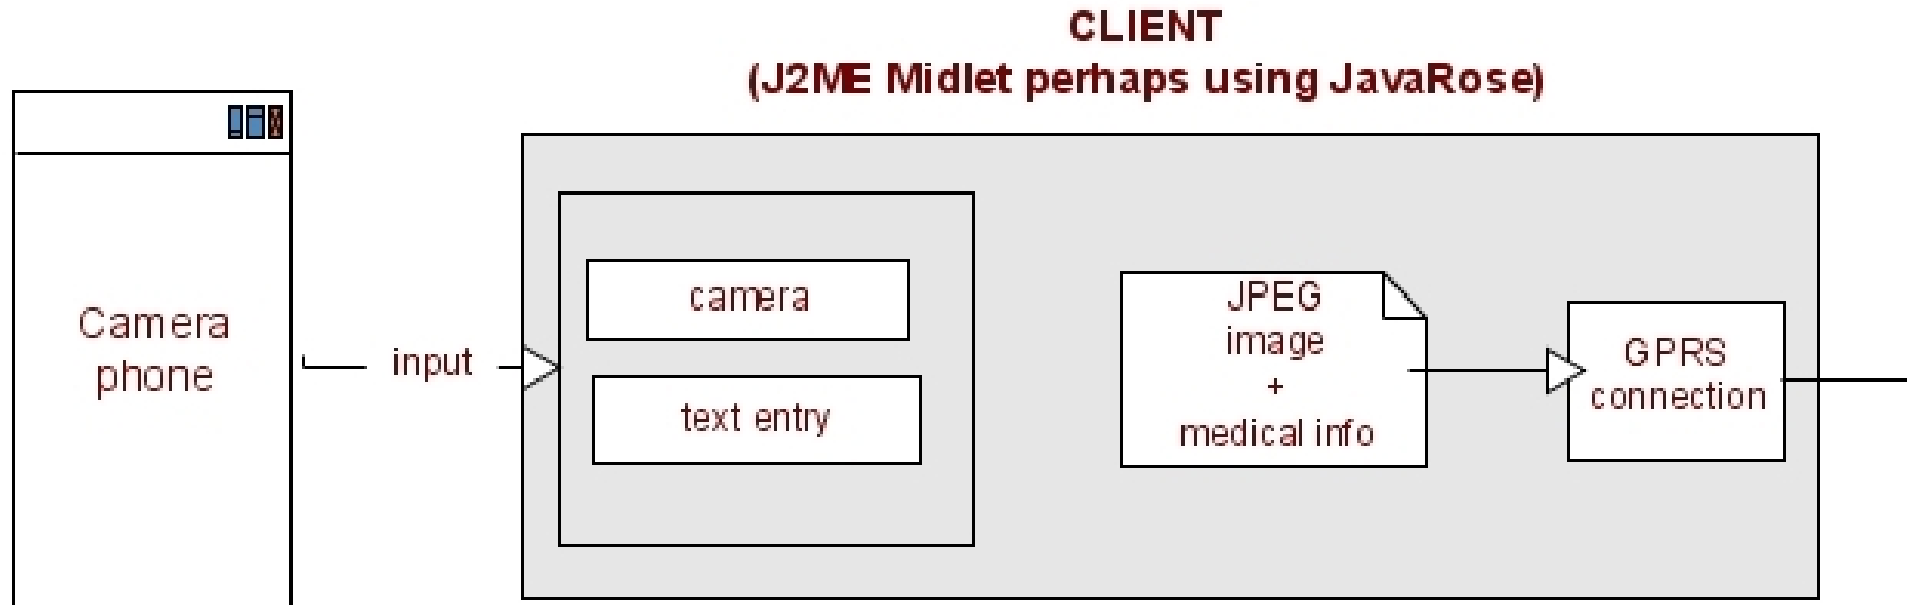 CLIENT
(J2ME Midlet perhaps using JavaRose)
Camera
phone
input
camera
text entry
JPEG
image
+
medical info
GPRS
connection